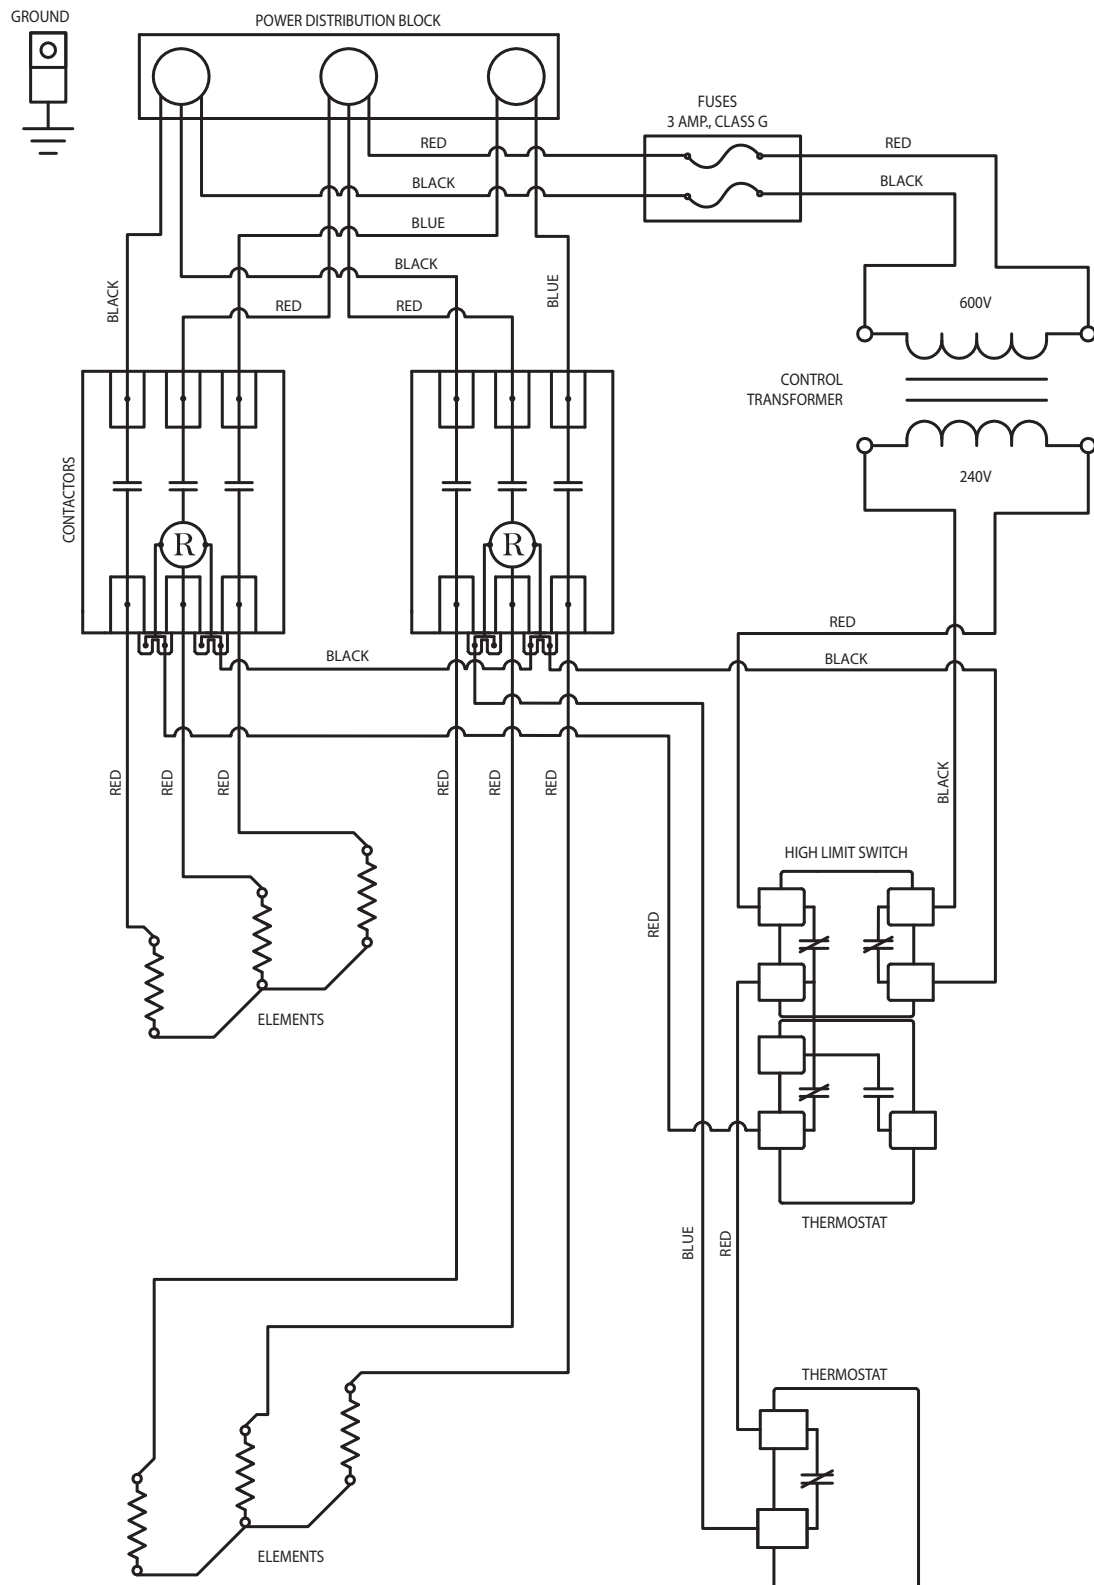 GROUND
POWER DISTRIBUTION BLOCK
FUSES
3 AMP., CLASS G
RED
RED
BLACK
BLACK
BLUE
BLACK
BLACK
RED
RED
BLUE
600V
CONTROL
TRANSFORMER
240V
CONTACTORS
R
R
RED
BLACK
BLACK
RED
RED
RED
RED
RED
RED
BLACK
HIGH LIMIT SWITCH
RED
ELEMENTS
THERMOSTAT
BLUE
RED
THERMOSTAT
ELEMENTS